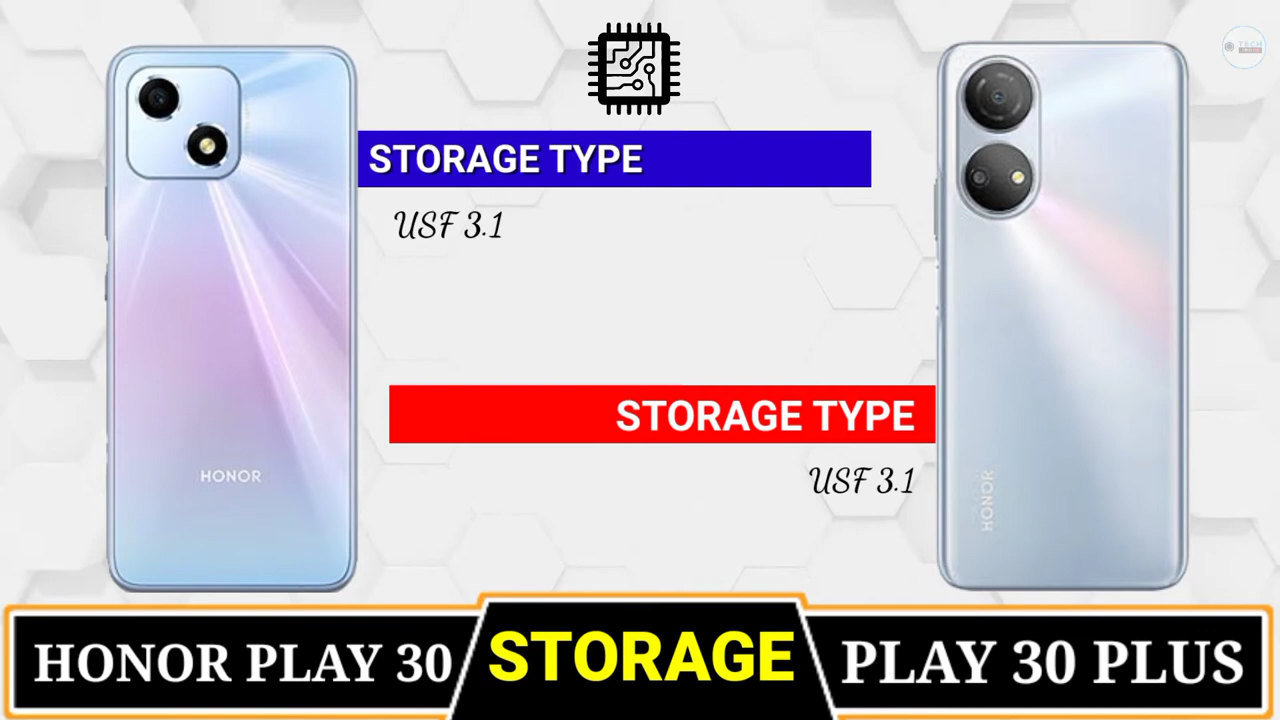 TECH
STORAGE TYPE
USF 3.1
STORAGE TYPE
USF 3.1
HONOR
HONOR
HONOR PLAY 30
STORAGE
PLAY 30 PLUS